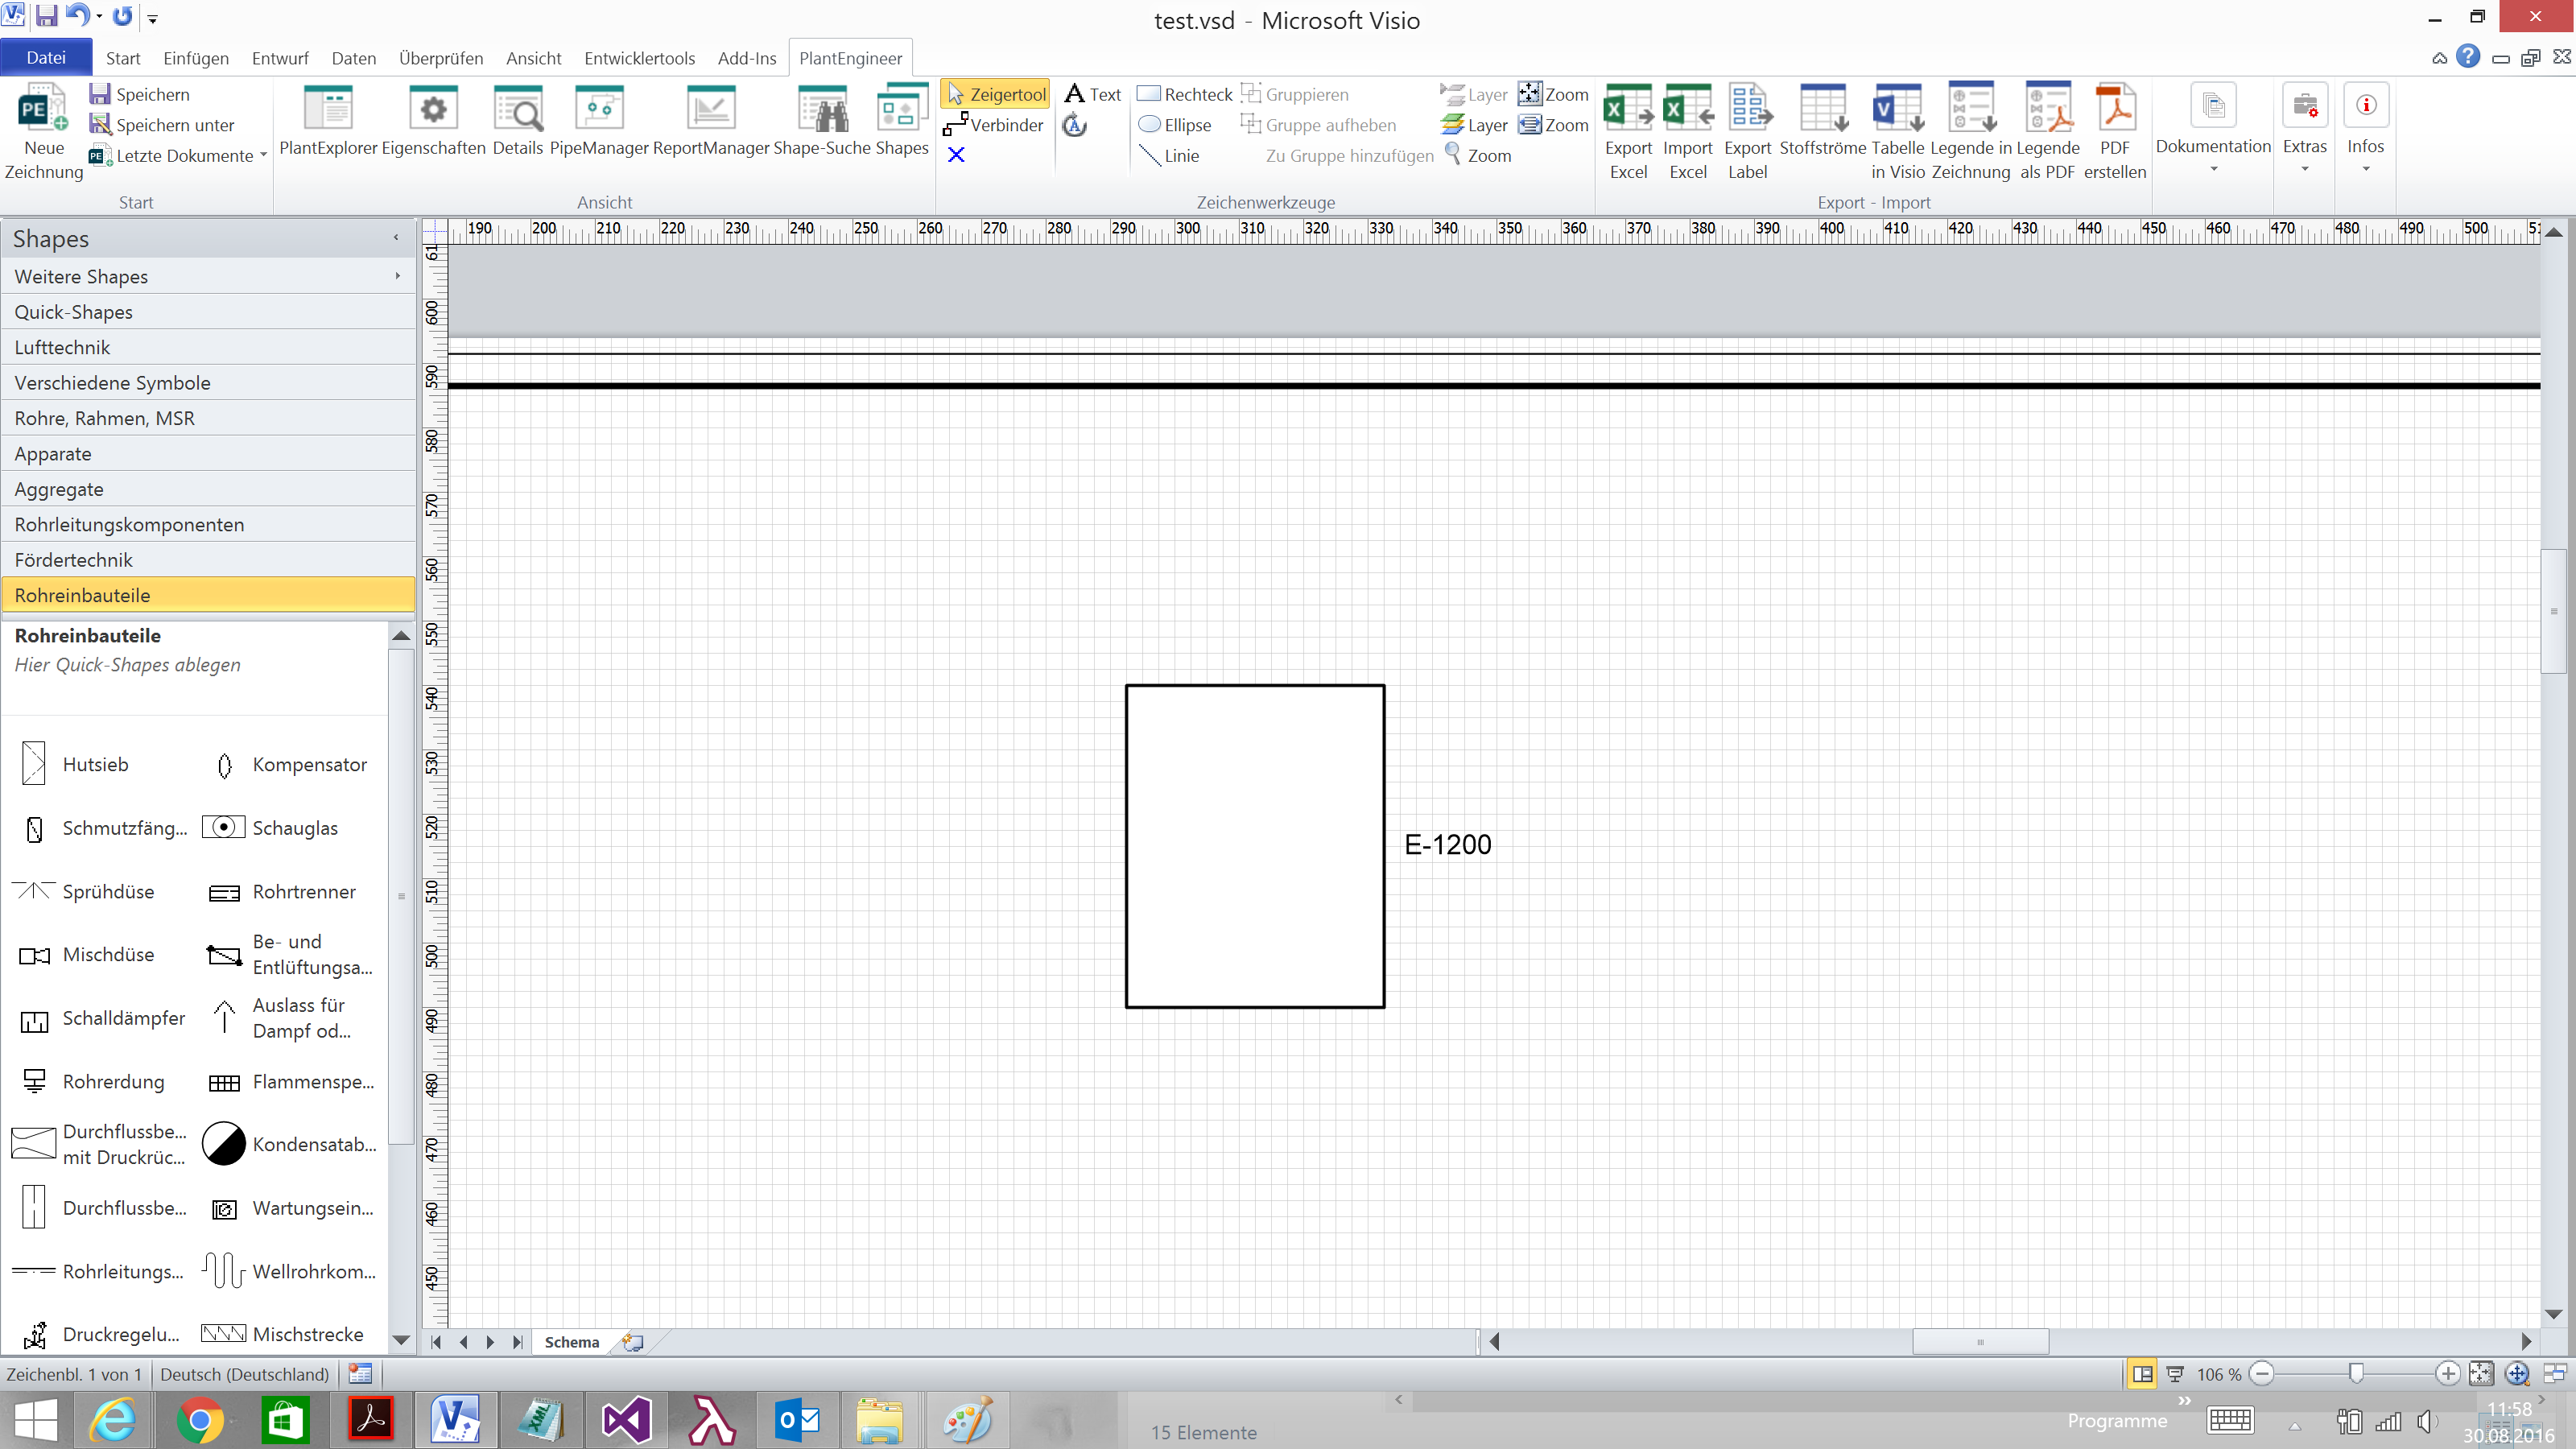 test.vsd - Microsoft Visio
Datei Start Einfügen Entwurf Daten Überprüfen Ansicht Entwicklertools Add-Ins PlantEngineer
Neue Zeichnung
Speichern
Speichern unter
Letzte Dokumente
Start
PlantExplorer Eigenschaften Details PipeManager ReportManager Shape-Suche Shapes
Ansicht
Zeigertool
Verbinder
Text
Rechteck
Ellipse
Linie
Gruppieren
Gruppe aufheben
Zu Gruppe hinzufügen
Layer
Layer
Zoom
Zoom
Zoom
Zeichenwerkzeuge
Export Import Export Stoffströme Tabelle Legende in Legende PDF
Excel Excel Label in Visio Zeichnung als PDF erstellen
Export - Import
Dokumentation Extras Infos
Shapes
Weitere Shapes
Quick-Shapes
Lufttechnik
Verschiedene Symbole
Rohre, Rahmen, MSR
Apparate
Aggregate
Rohrleitungskomponenten
Fördertechnik
Rohreinbauteile
Rohreinbauteile
Hier Quick-Shapes ablegen
Hutsieb Kompensator
Schmutzfäng... Schauglas
Sprühdüse Rohrtrenner
Mischdüse Be- und Entlüftungsa...
Schalldämpfer Auslass für Dampf od...
Rohrerdung Flammenspe...
Durchflussbe... mit Druckrüc... Kondensatab...
Durchflussbe... Wartungsein...
Rohrleitungs... Wellrohrkom...
Druckregelu... Mischstrecke
190 200 210 220 230 240 250 260 270 280 290 300 310 320 330 340 350 360 370 380 390 400 410 420 430 440 450 460 470 480 490 500 51
61 600 590 580 570 560 550 540 530 520 510 500 490 480 470 460 450
E-1200
Schema
Zeichenbl. 1 von 1 Deutsch (Deutschland) 106 %
15 Elemente
Programme
11:58
30.08.2016